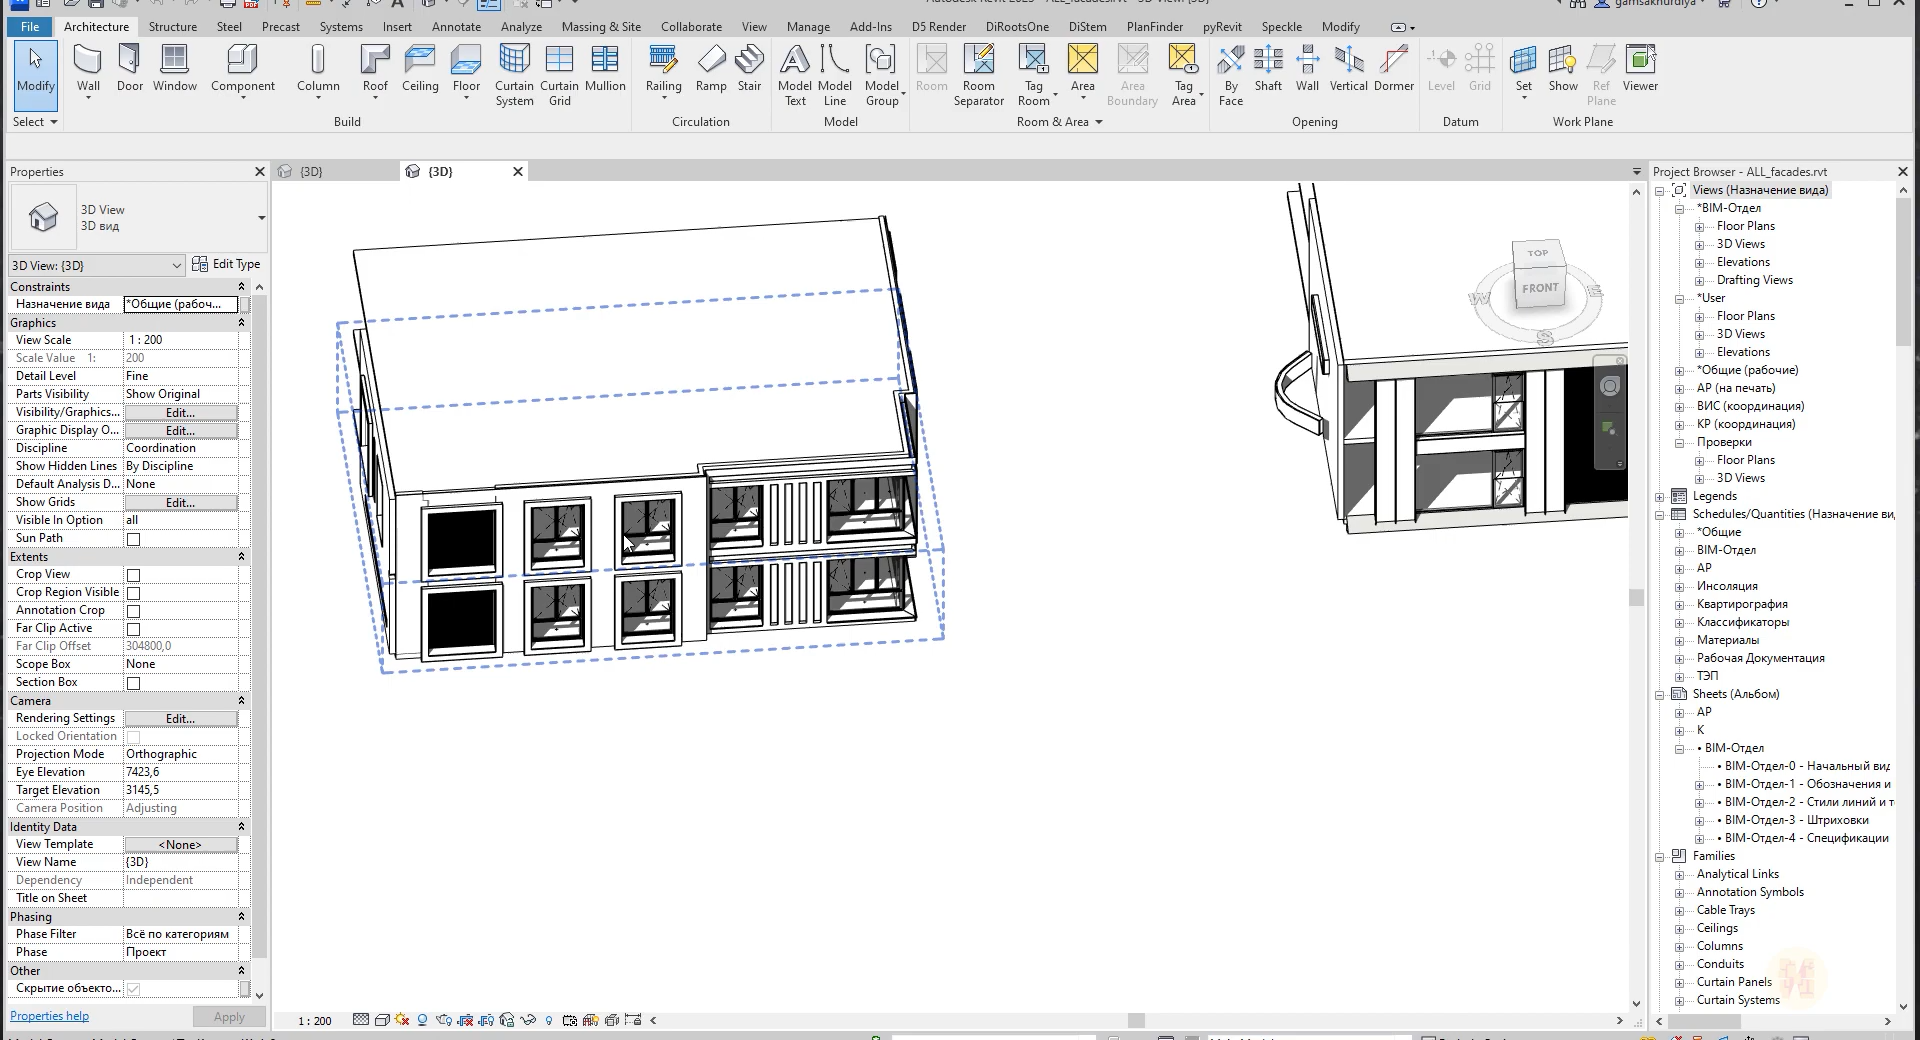 gamsakhurdiya
File Architecture Structure Steel Precast Systems Insert Annotate Analyze Massing & Site Collaborate View Manage Add-Ins D5 Render DiRootsOne DiStem PlanFinder pyRevit Speckle Modify
Modify Wall Door Window Component Column Roof Ceiling Floor Curtain System Curtain Grid Mullion Railing Ramp Stair Model Text Model Line Model Group Room Room Separator Tag Room Area Area Boundary Tag Area By Face Shaft Wall Vertical Dormer Level Grid Set Show Ref Plane Viewer
Select Build Circulation Model Room & Area Opening Datum Work Plane
Properties
3D View
3D вид
3D View: {3D} Edit Type
Constraints
Назначение вида *Общие (рабоч...
Graphics
View Scale 1 : 200
Scale Value 1: 200
Detail Level Fine
Parts Visibility Show Original
Visibility/Graphics... Edit...
Graphic Display O... Edit...
Discipline Coordination
Show Hidden Lines By Discipline
Default Analysis D... None
Show Grids Edit...
Visible In Option all
Sun Path
Extents
Crop View
Crop Region Visible
Annotation Crop
Far Clip Active
Far Clip Offset 304800,0
Scope Box None
Section Box
Camera
Rendering Settings Edit...
Locked Orientation
Projection Mode Orthographic
Eye Elevation 7423,6
Target Elevation 3145,5
Camera Position Adjusting
Identity Data
View Template <None>
View Name {3D}
Dependency Independent
Title on Sheet
Phasing
Phase Filter Всё по категориям
Phase Проект
Other
Скрытие объекто...
Properties help Apply
{3D} {3D}
TOP
FRONT
W E
S
1 : 200
Project Browser - ALL_facades.rvt
Views (Назначение вида)
*BIM-Отдел
Floor Plans
3D Views
Elevations
Drafting Views
*User
Floor Plans
3D Views
Elevations
*Общие (рабочие)
АР (на печать)
ВИС (координация)
КР (координация)
Проверки
Floor Plans
3D Views
Legends
Schedules/Quantities (Назначение ви
*Общие
BIM-Отдел
АР
Инсоляция
Квартирография
Классификаторы
Материалы
Рабочая Документация
ТЭП
Sheets (Альбом)
АР
К
• BIM-Отдел
• BIM-Отдел-0 - Начальный вид
• BIM-Отдел-1 - Обозначения и
• BIM-Отдел-2 - Стили линий и т
• BIM-Отдел-3 - Штриховки
• BIM-Отдел-4 - Спецификации
Families
Analytical Links
Annotation Symbols
Cable Trays
Ceilings
Columns
Conduits
Curtain Panels
Curtain Systems